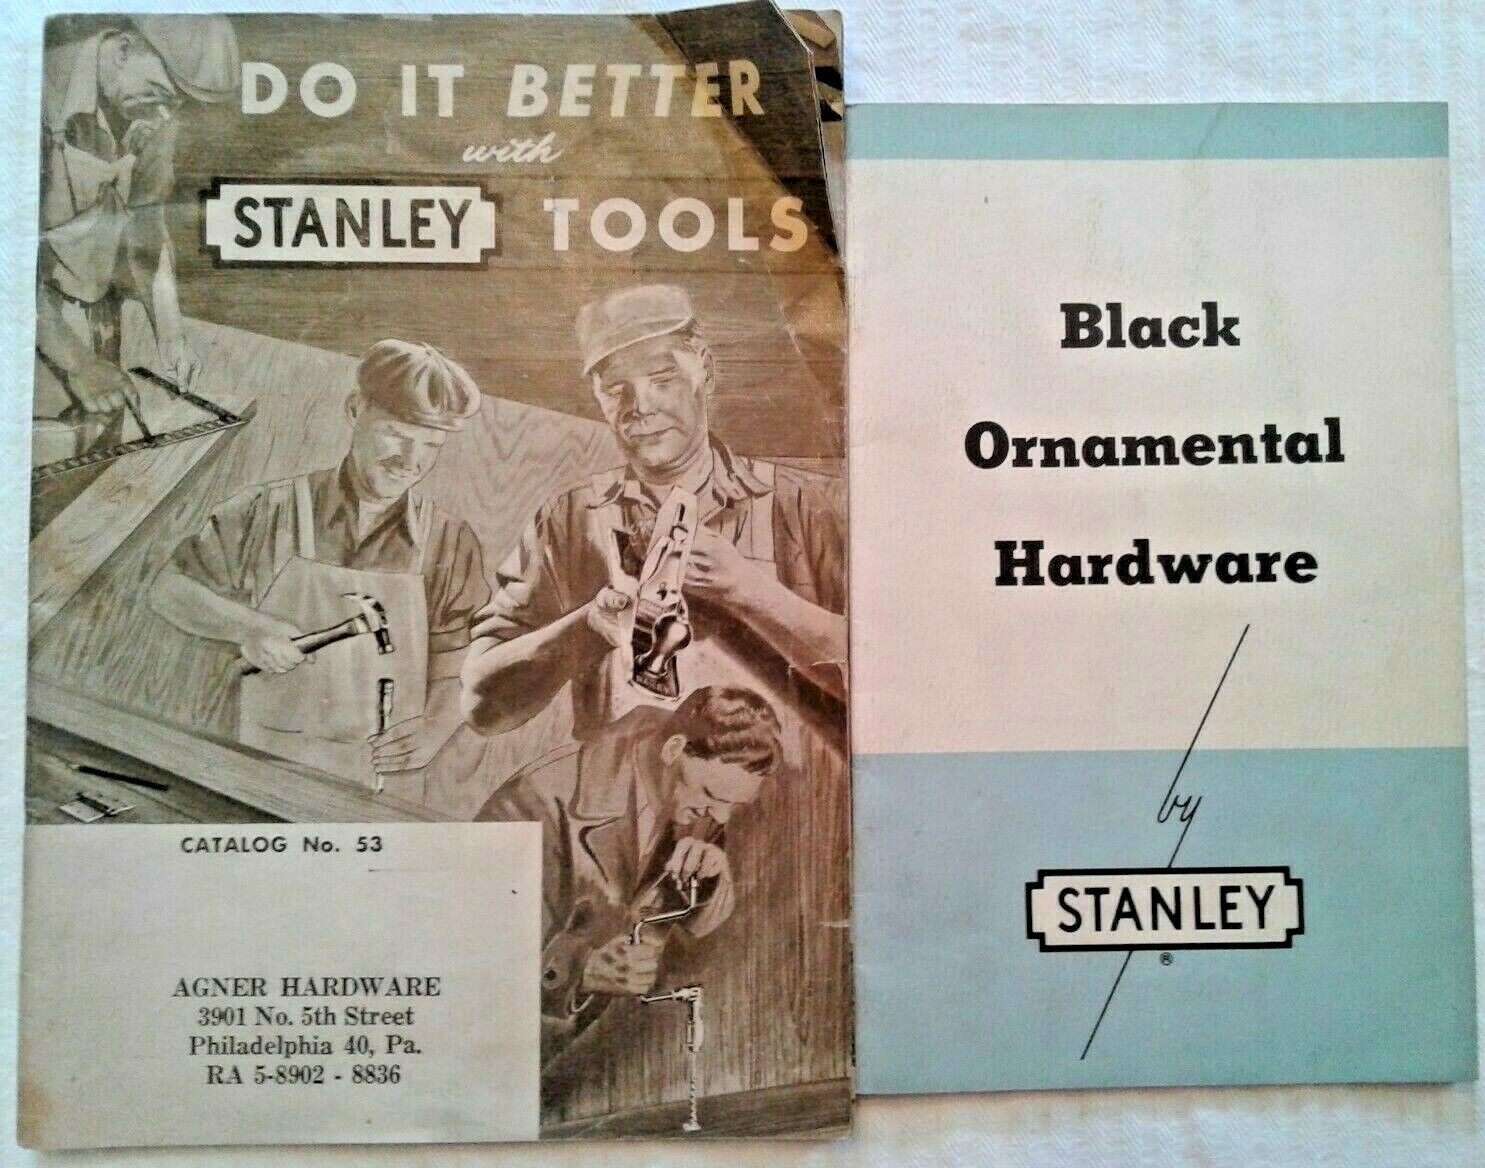 DO IT BETTER
with
STANLEY TOOLS
CATALOG No. 53
AGNER HARDWARE
3901 No. 5th Street
Philadelphia 40, Pa.
RA 5-8902 - 8836
Black
Ornamental
Hardware
by
STANLEY
®